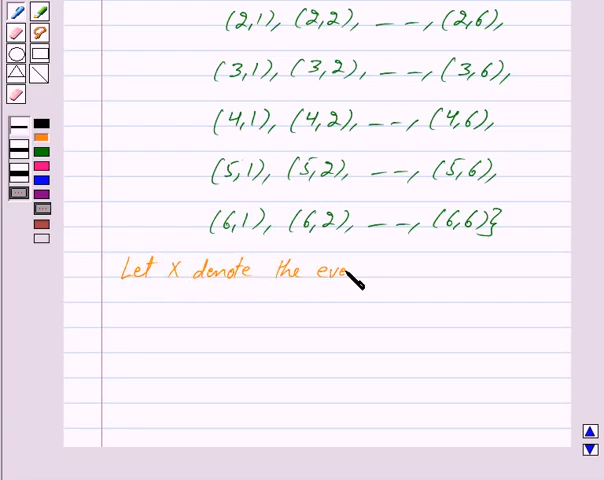 (2,1), (2,2), - -, (2,6),
(3,1), (3,2), - -, (3,6),
(4,1), (4,2), - -, (4,6),
(5,1), (5,2), - -, (5,6),
(6,1), (6,2), - -, (6,6)}
Let X denote the eve